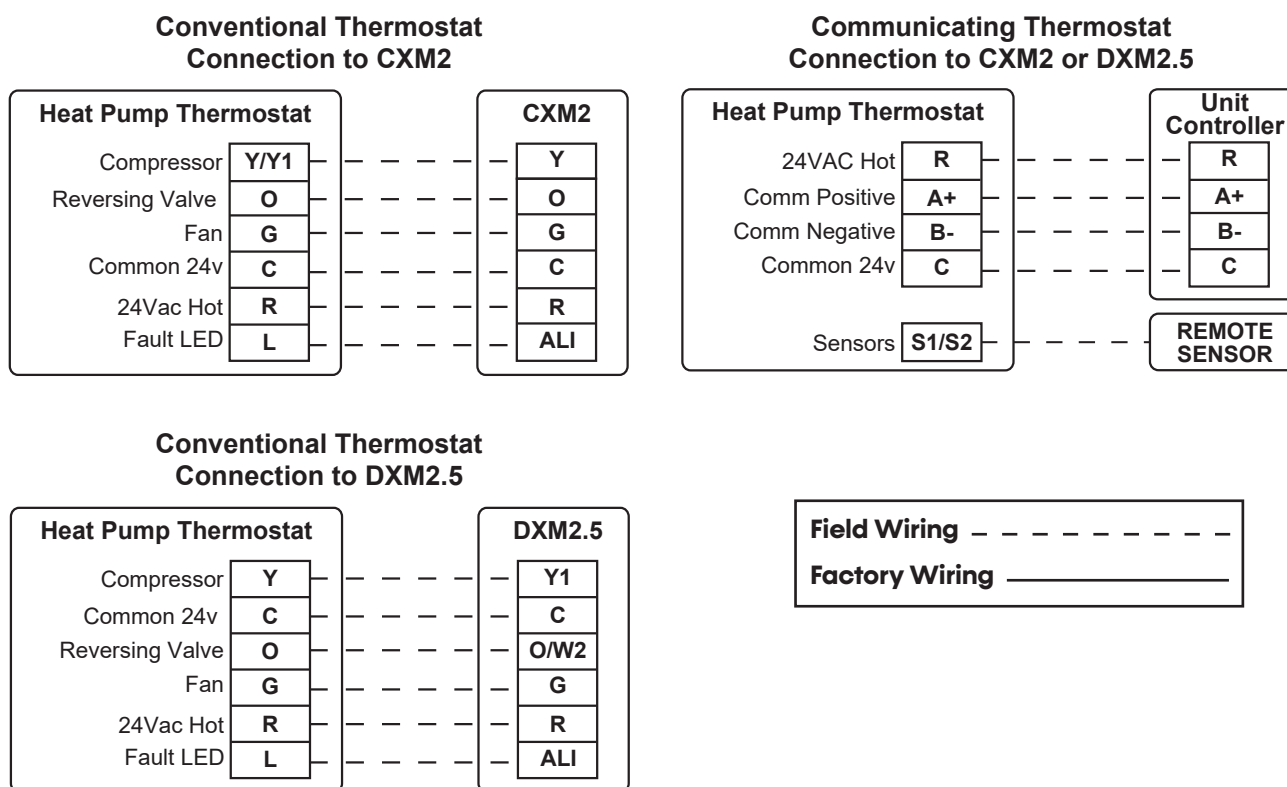 Conventional Thermostat
Connection to CXM2
Heat Pump Thermostat
CXM2
Compressor Y/Y1 Y
Reversing Valve O O
Fan G G
Common 24v C C
24Vac Hot R R
Fault LED L ALI
Communicating Thermostat
Connection to CXM2 or DXM2.5
Heat Pump Thermostat
Unit
Controller
24VAC Hot R R
Comm Positive A+ A+
Comm Negative B- B-
Common 24v C C
Sensors S1/S2
REMOTE
SENSOR
Conventional Thermostat
Connection to DXM2.5
Heat Pump Thermostat
DXM2.5
Compressor Y Y1
Common 24v C C
Reversing Valve O O/W2
Fan G G
24Vac Hot R R
Fault LED L ALI
Field Wiring
Factory Wiring